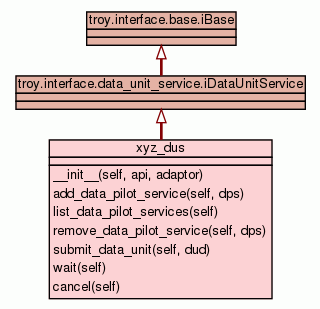 troy.interface.base.iBase
troy.interface.data_unit_service.iDataUnitService
xyz_dus
__init__(self, api, adaptor)
add_data_pilot_service(self, dps)
list_data_pilot_services(self)
remove_data_pilot_service(self, dps)
submit_data_unit(self, dud)
wait(self)
cancel(self)